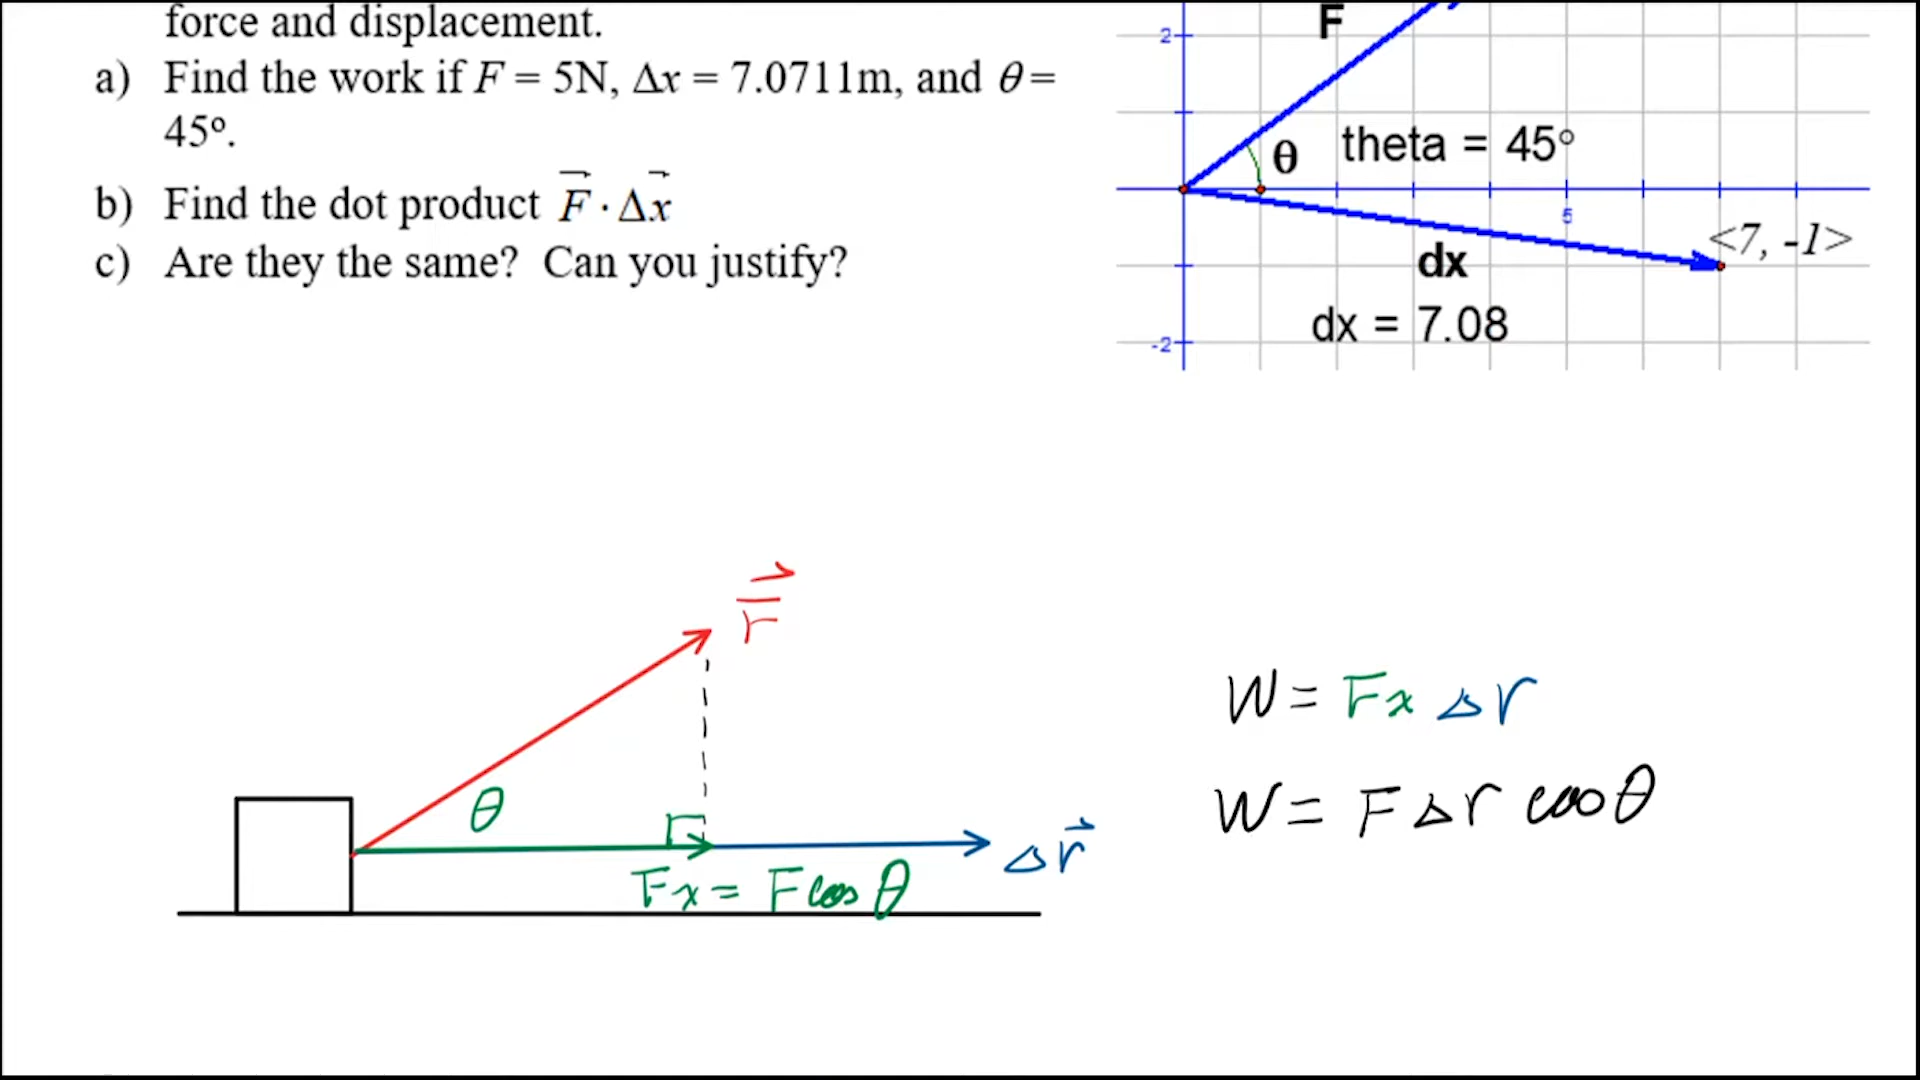 force and displacement.
a) Find the work if F = 5N, Δx = 7.0711m, and θ =
45º.
b) Find the dot product F⃗ · Δx⃗
c) Are they the same? Can you justify?
2
F
θ theta = 45°
5
<7, -1>
dx
dx = 7.08
-2
F⃗
W = Fx Δr
W = F Δr cos θ
θ
Δr⃗
Fx = F cos θ